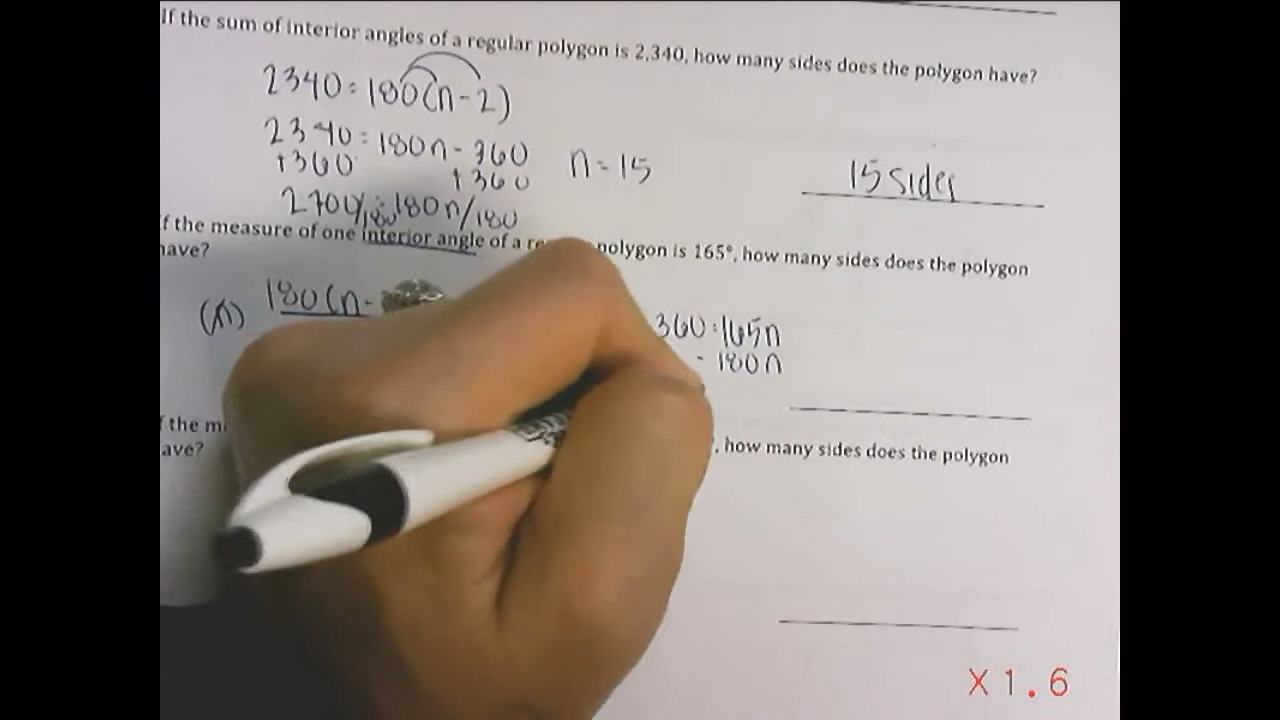 If the sum of interior angles of a regular polygon is 2,340, how many sides does the polygon have?
2340 = 180(n-2)
2340 = 180n - 360
+360 +360
n = 15
15 sides
2700/180 = 180n/180
f the measure of one interior angle of a polygon is 165°, how many sides does the polygon
have?
(n) 180(n-
360 = 165n
- 180n
f the m
, how many sides does the polygon
ave?
X1.6